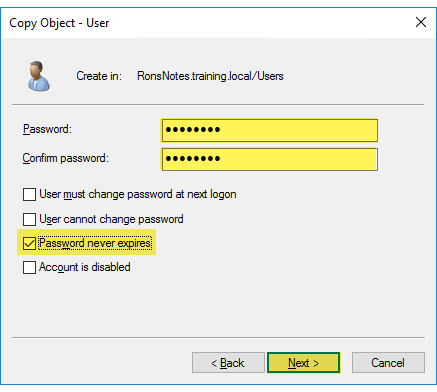 Copy Object - User
Create in: RonsNotes.training.local/Users
Password: ●●●●●●●●
Confirm password: ●●●●●●●●
User must change password at next logon
User cannot change password
Password never expires
Account is disabled
< Back Next > Cancel